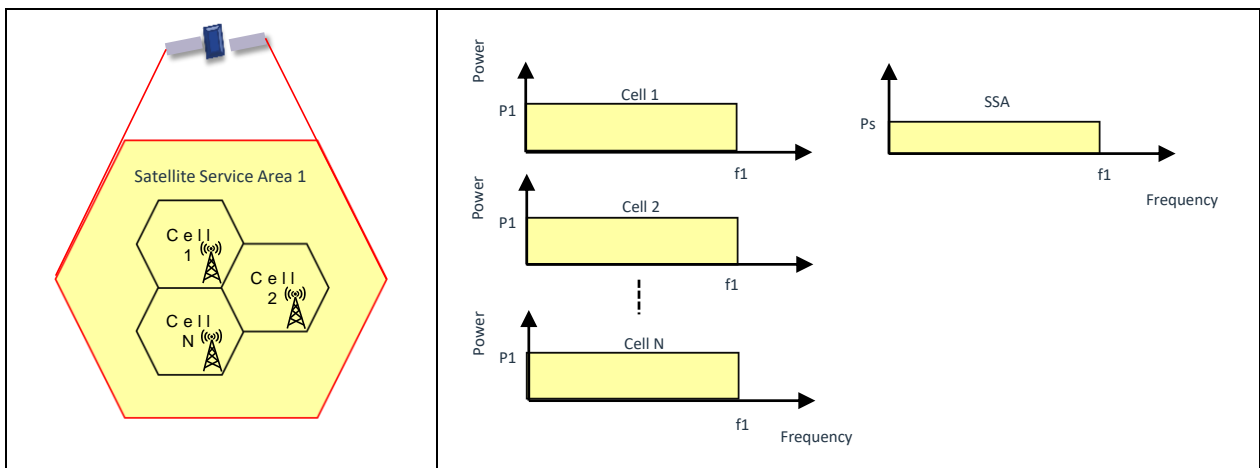 Satellite Service Area 1
C e l l
1
C e l l
2
C e l l
N
Power
P1
Cell 1
f1
Power
P1
Cell 2
f1
Power
P1
Cell N
f1
Frequency
Power
Ps
SSA
f1
Frequency